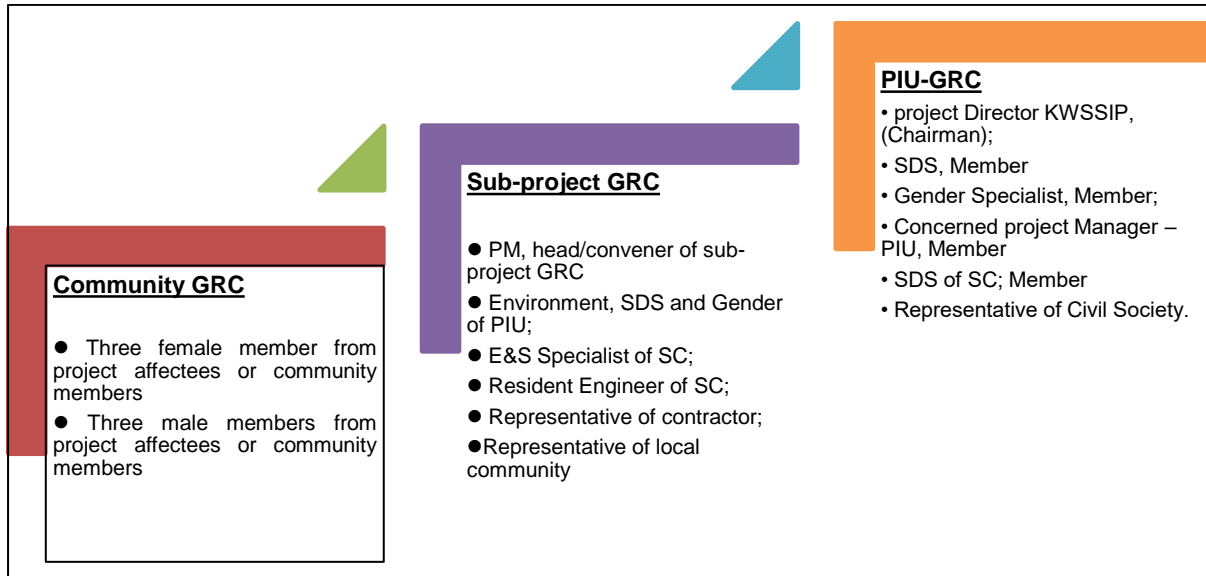 Community GRC
● Three female member from
project affectees or community
members
● Three male members from
project affectees or community
members
Sub-project GRC
● PM, head/convener of sub-
project GRC
● Environment, SDS and Gender
of PIU;
● E&S Specialist of SC;
● Resident Engineer of SC;
● Representative of contractor;
●Representative of local
community
PIU-GRC
• project Director KWSSIP,
(Chairman);
• SDS, Member
• Gender Specialist, Member;
• Concerned project Manager –
PIU, Member
• SDS of SC; Member
• Representative of Civil Society.